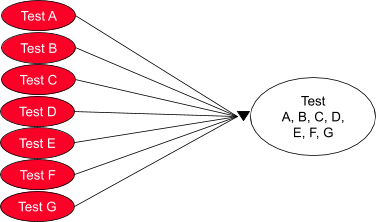 Test A
Test B
Test C
Test D
Test E
Test F
Test G
Test
A, B, C, D,
E, F, G